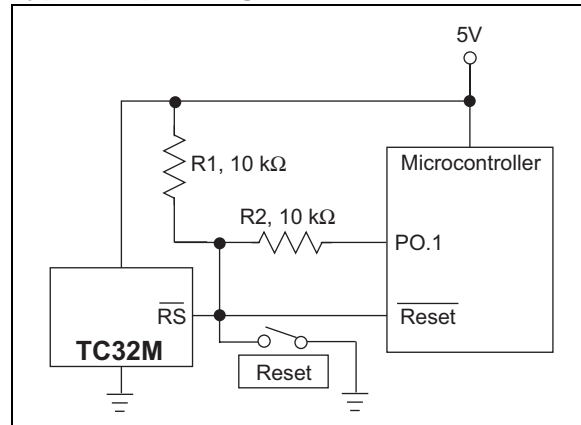 5V
R1, 10 kΩ
Microcontroller
R2, 10 kΩ
PO.1
RS
Reset
TC32M
Reset